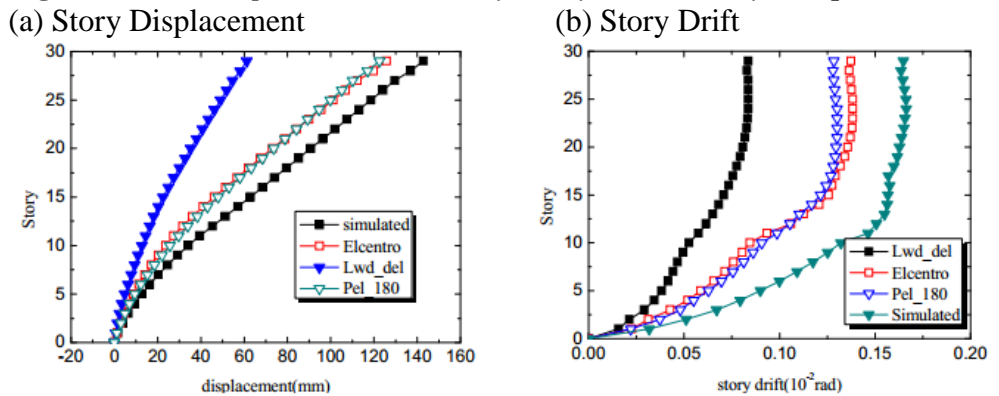 (a) Story Displacement
(b) Story Drift
30
25
20
15
10
5
0
Story
simulated
Elcentro
Lwd_del
Pel_180
-20 0 20 40 60 80 100 120 140 160
displacement(mm)
30
25
20
15
10
5
0
Story
Lwd_del
Elcentro
Pel_180
Simulated
0.00 0.05 0.10 0.15 0.20
story drift(10⁻²rad)